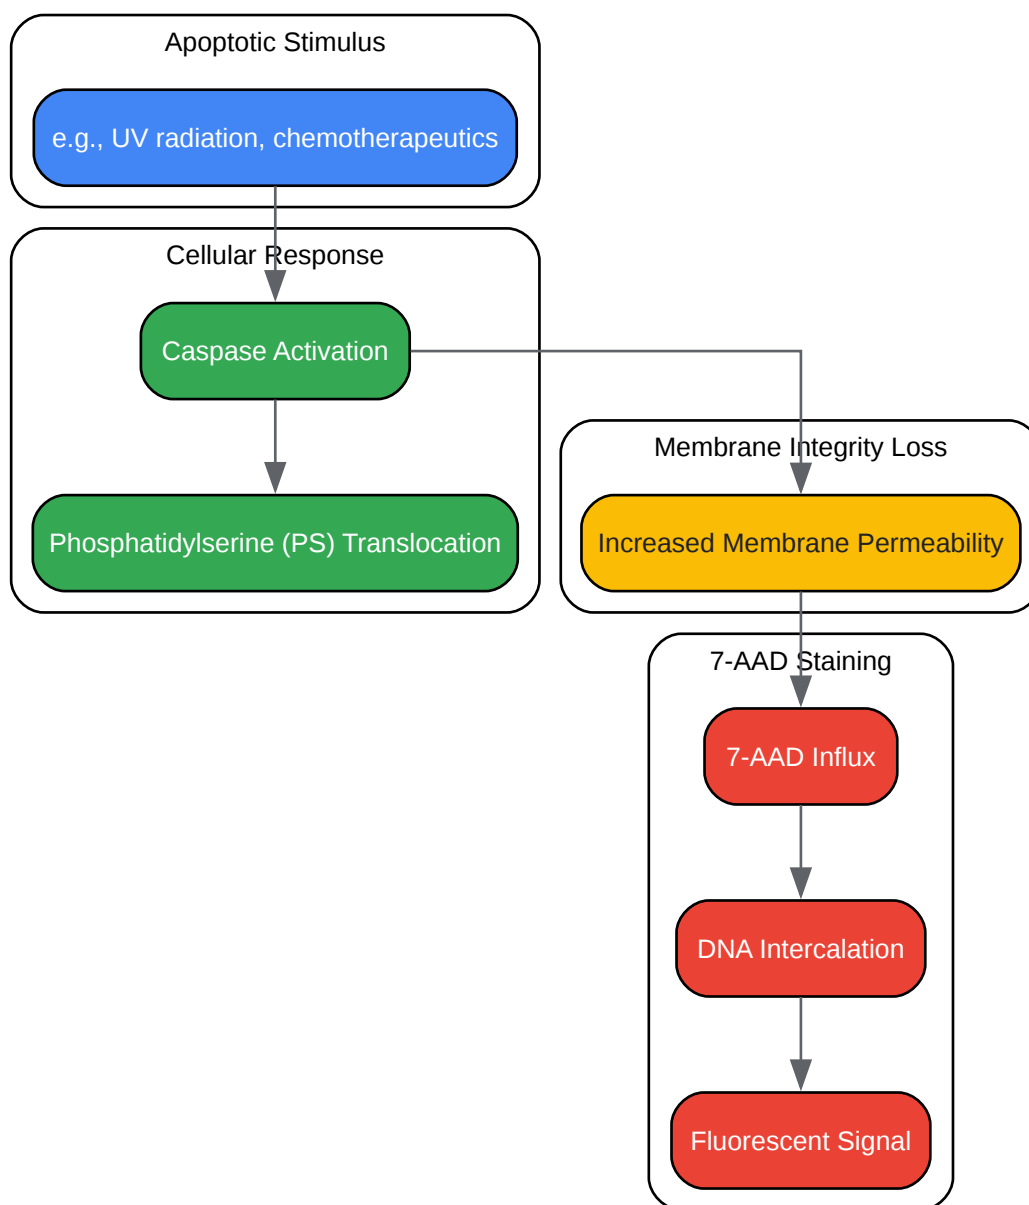 Apoptotic Stimulus
e.g., UV radiation, chemotherapeutics
Cellular Response
Caspase Activation
Phosphatidylserine (PS) Translocation
Membrane Integrity Loss
Increased Membrane Permeability
7-AAD Staining
7-AAD Influx
DNA Intercalation
Fluorescent Signal